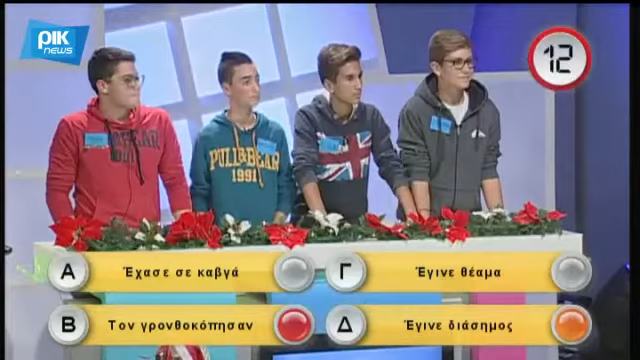 ΡΙΚ
news
12
PULL&BEAR
1991
Α Έχασε σε καβγά
Γ Έγινε θέαμα
Β Τον γρονθοκόπησαν
Δ Έγινε διάσημος